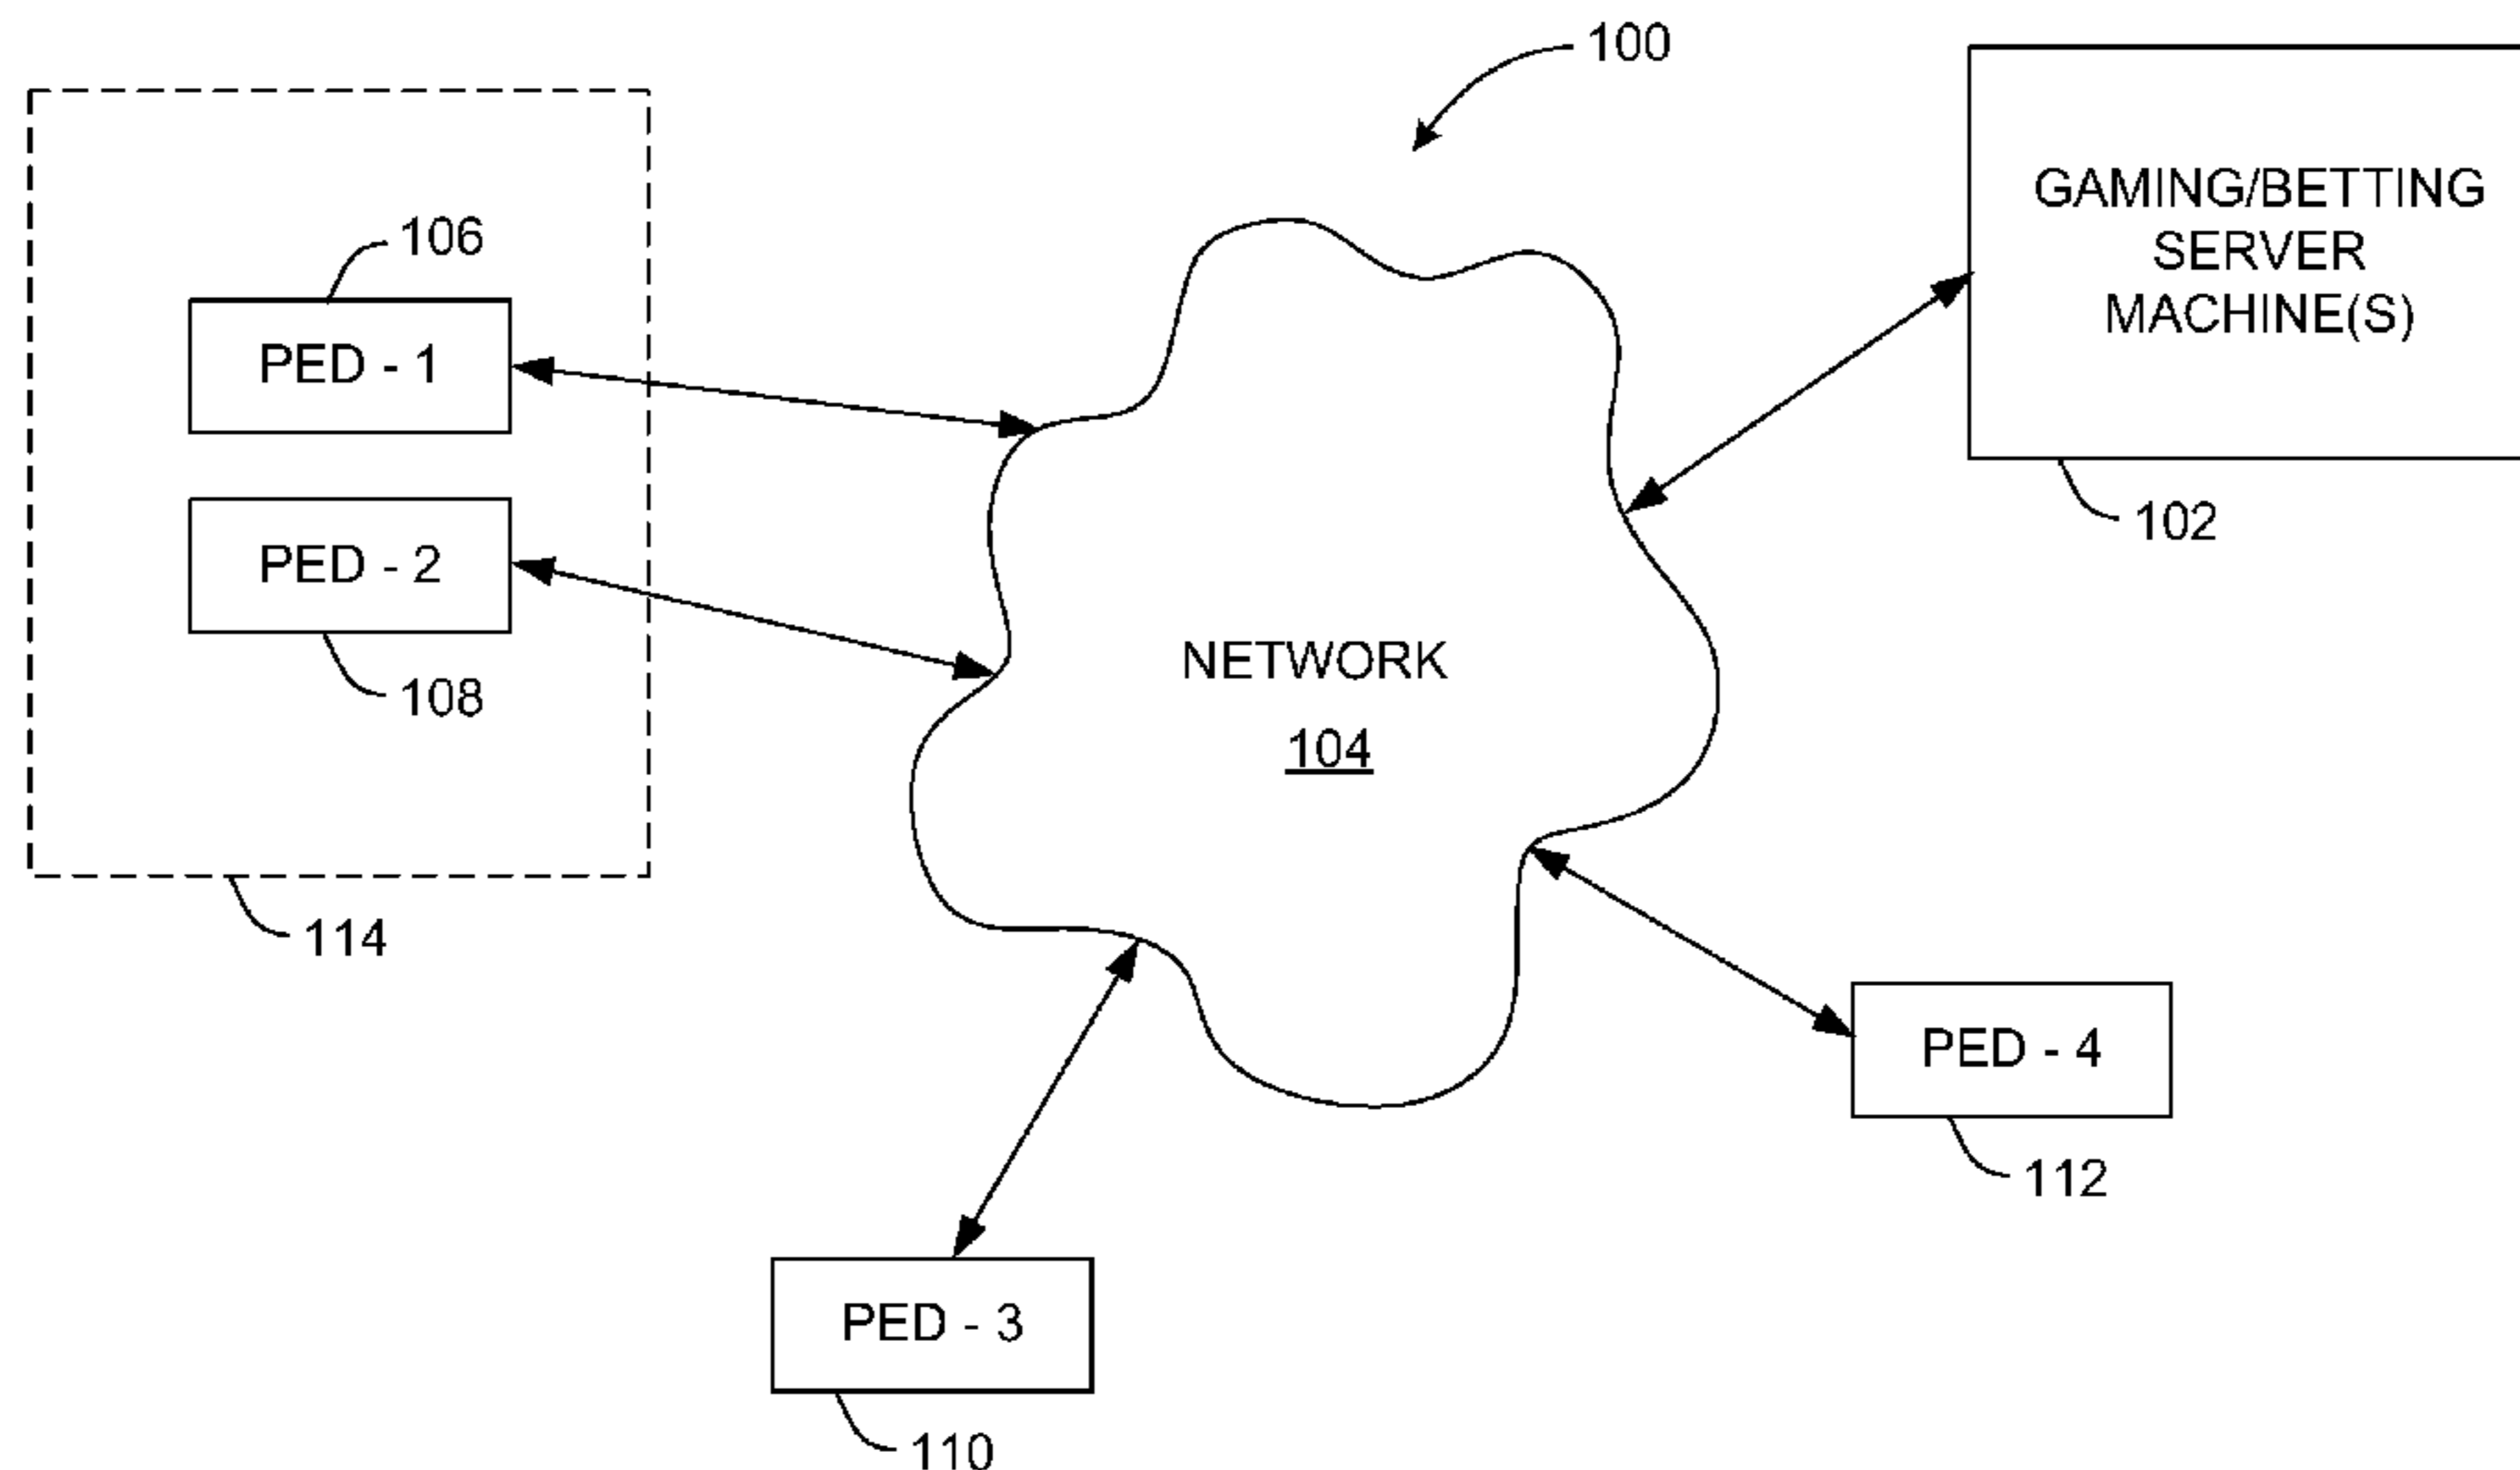 100
GAMING/BETTING
SERVER
MACHINE(S)
102
106
PED - 1
PED - 2
108
114
NETWORK
104
PED - 4
112
PED - 3
110